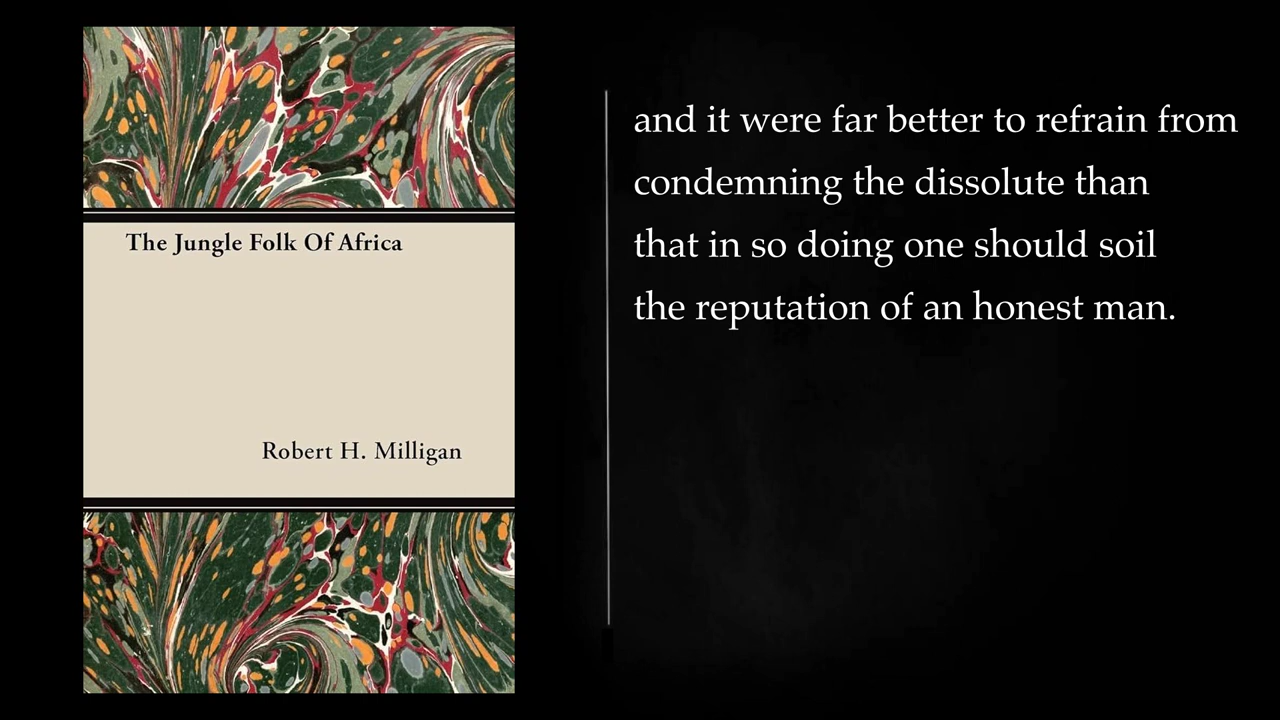 The Jungle Folk Of Africa
Robert H. Milligan
and it were far better to refrain from
condemning the dissolute than
that in so doing one should soil
the reputation of an honest man.